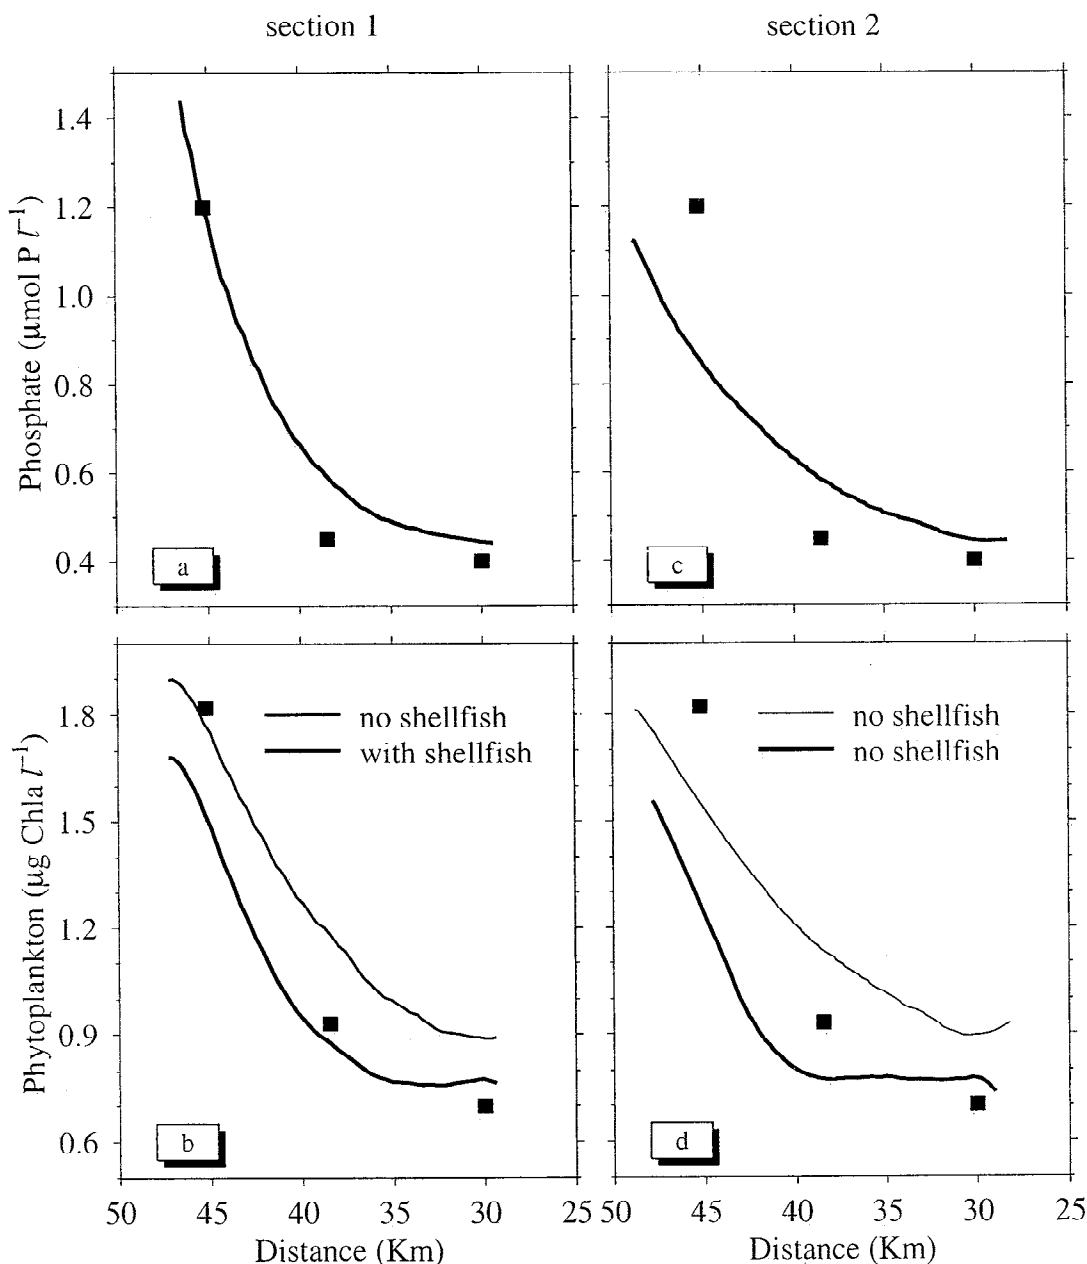 section 1
section 2
Phosphate (µmol P l⁻¹)
1.4
1.2
1.0
0.8
0.6
0.4
a
c
Phytoplankton (µg Chla l⁻¹)
1.8
1.5
1.2
0.9
0.6
no shellfish
with shellfish
no shellfish
no shellfish
b
d
50 45 40 35 30 25
50 45 40 35 30 25
Distance (Km)
Distance (Km)